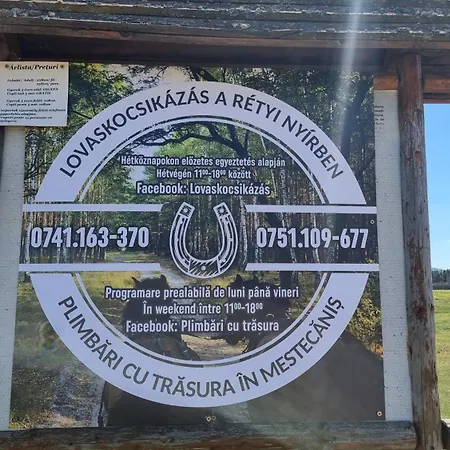 Árlista/Prețuri
LOVASKOCSIKÁZÁS A RÉTYI NYÍRBEN
Hétköznapokon előzetes egyeztetés alapján
Hétvégén 11⁰⁰-18⁰⁰ között
Facebook: Lovaskocsikázás
0741.163-370
0751.109-677
Programare prealabilă de luni până vineri
În weekend între 11⁰⁰-18⁰⁰
Facebook: Plimbări cu trăsura
PLIMBĂRI CU TRĂSURA ÎN MESTECĂNIȘ